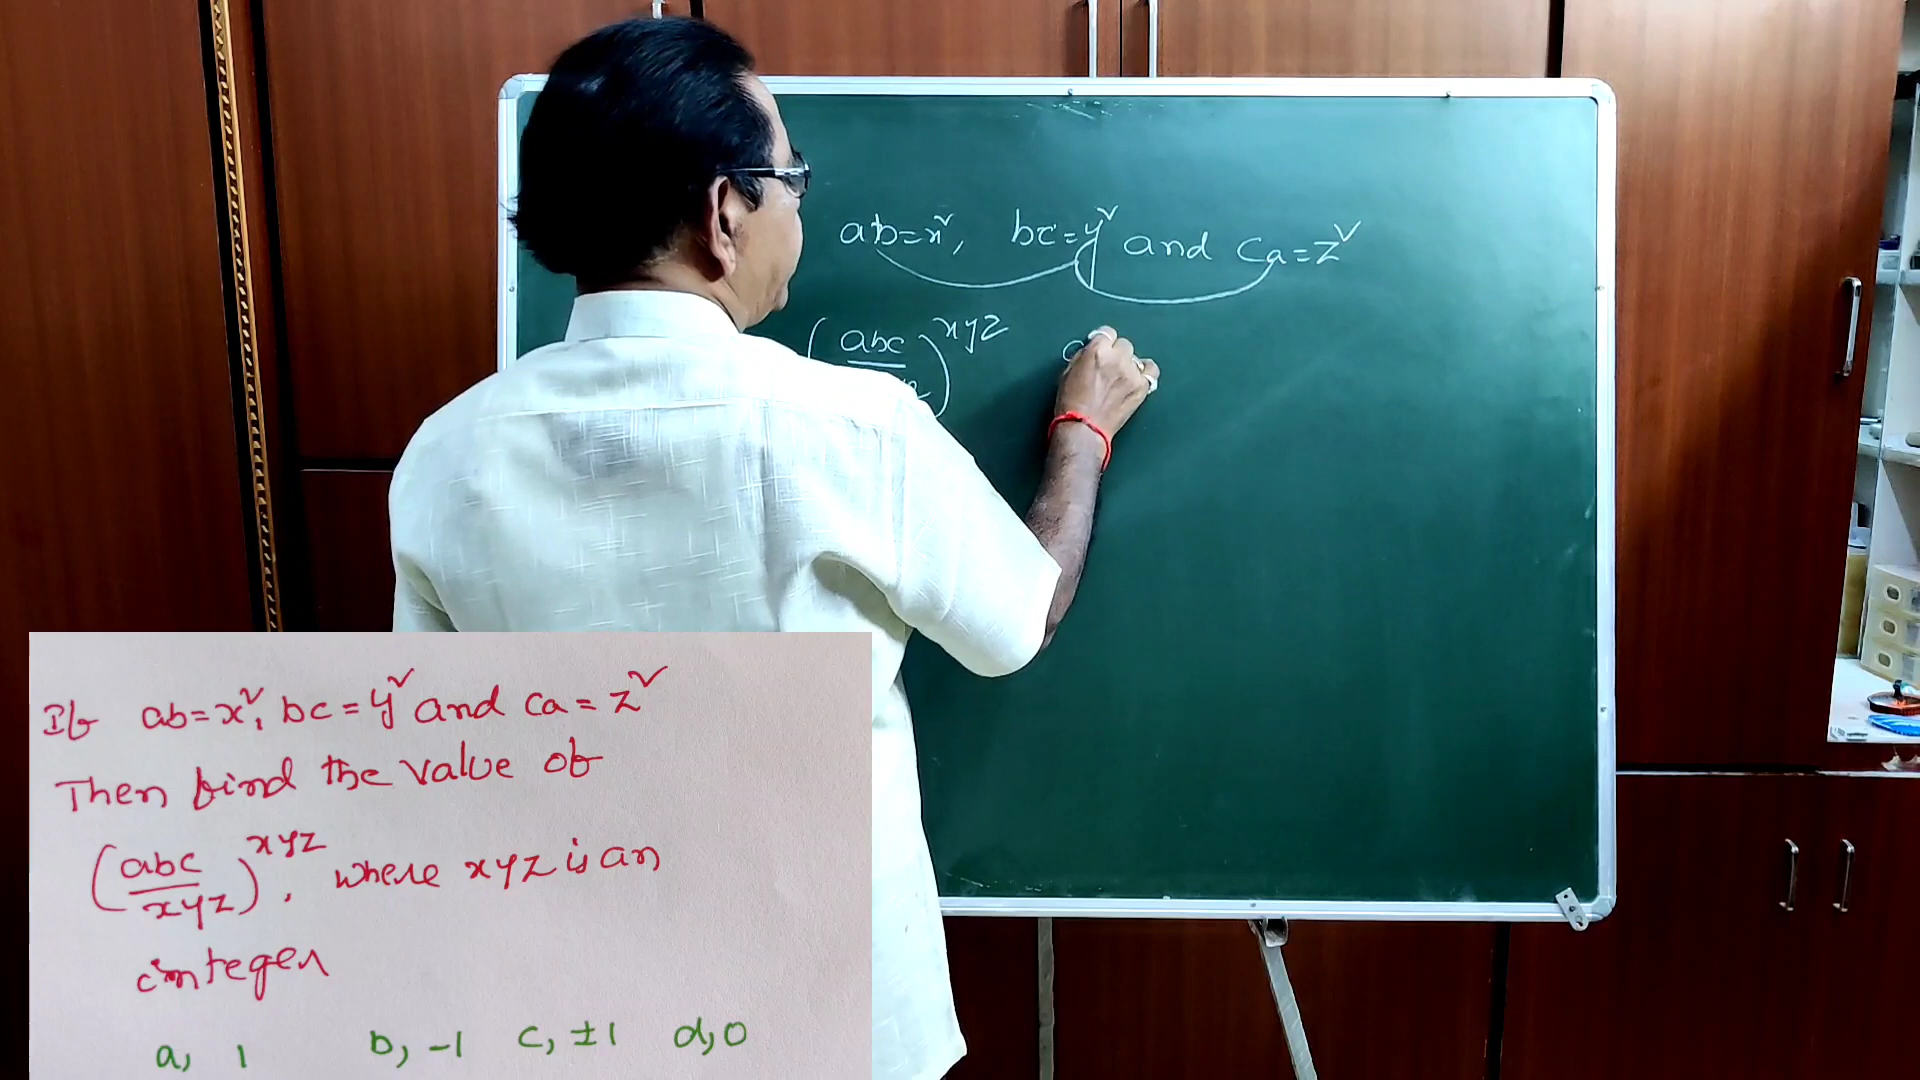 ab=x², bc=y² and ca=z²
(abc/xyz)^xyz
If ab=x², bc=y² and ca=z²
Then find the value of
(abc/xyz)^xyz, where xyz is an
integer
a, 1 b, -1 c, ±1 d, 0